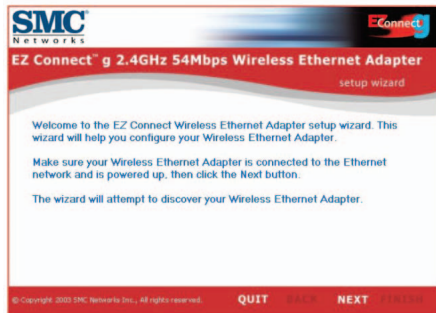 SMC®
Networks
EZ Connect g
EZ Connect™ g 2.4GHz 54Mbps Wireless Ethernet Adapter
setup wizard
Welcome to the EZ Connect Wireless Ethernet Adapter setup wizard. This
wizard will help you configure your Wireless Ethernet Adapter.
Make sure your Wireless Ethernet Adapter is connected to the Ethernet
network and is powered up, then click the Next button.
The wizard will attempt to discover your Wireless Ethernet Adapter.
© Copyright 2003 SMC Networks Inc., All rights reserved. QUIT BACK NEXT FINISH